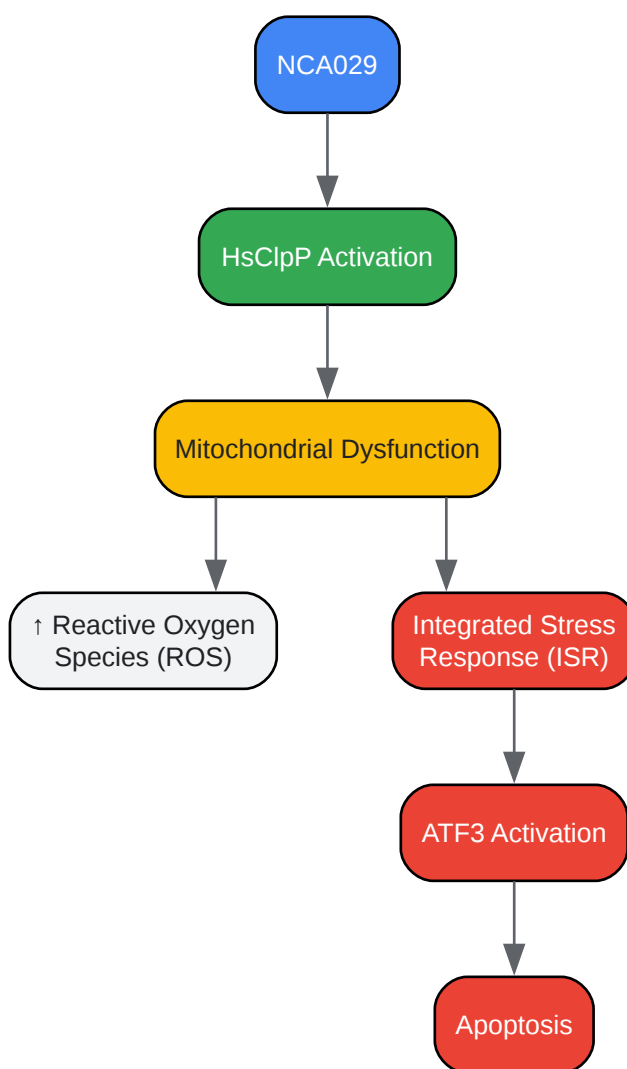 NCA029
HsClpP Activation
Mitochondrial Dysfunction
↑ Reactive Oxygen
Species (ROS)
Integrated Stress
Response (ISR)
ATF3 Activation
Apoptosis